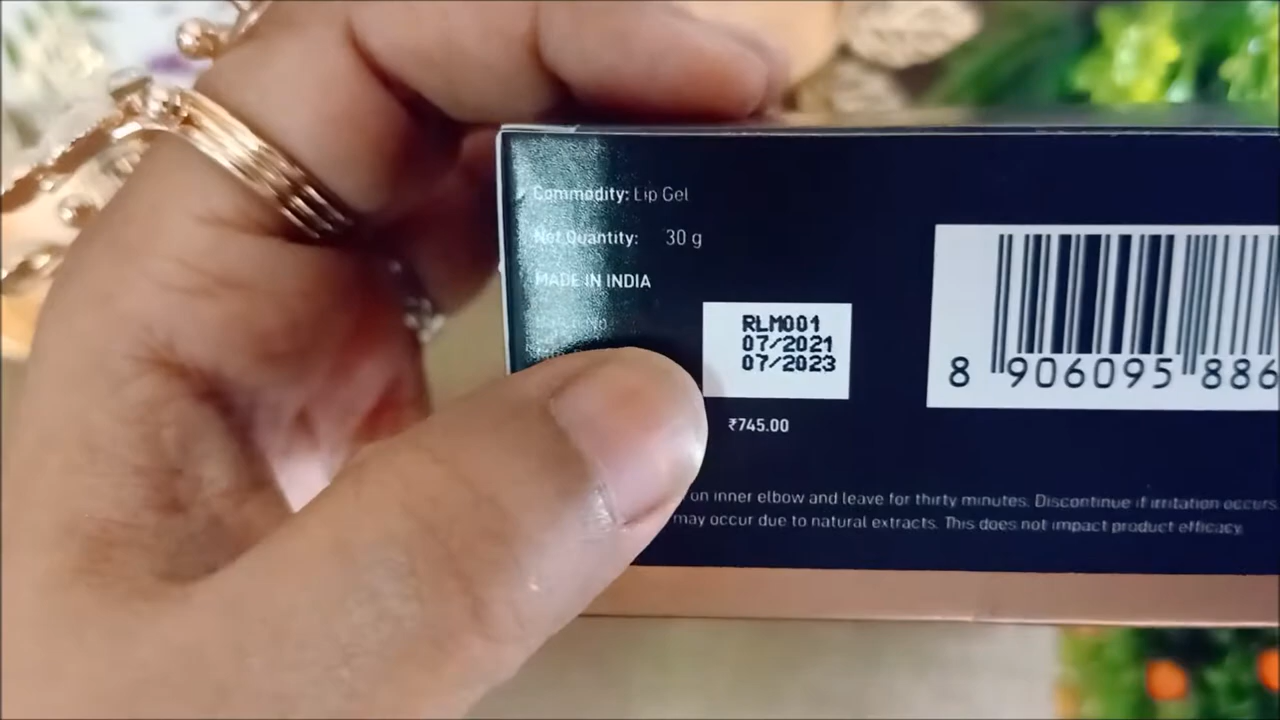 Commodity: Lip Gel
Net Quantity: 30 g
MADE IN INDIA
RLM001
07/2021
07/2023
₹745.00
8 906095 886
on inner elbow and leave for thirty minutes. Discontinue if irritation occurs
may occur due to natural extracts. This does not impact product efficacy.